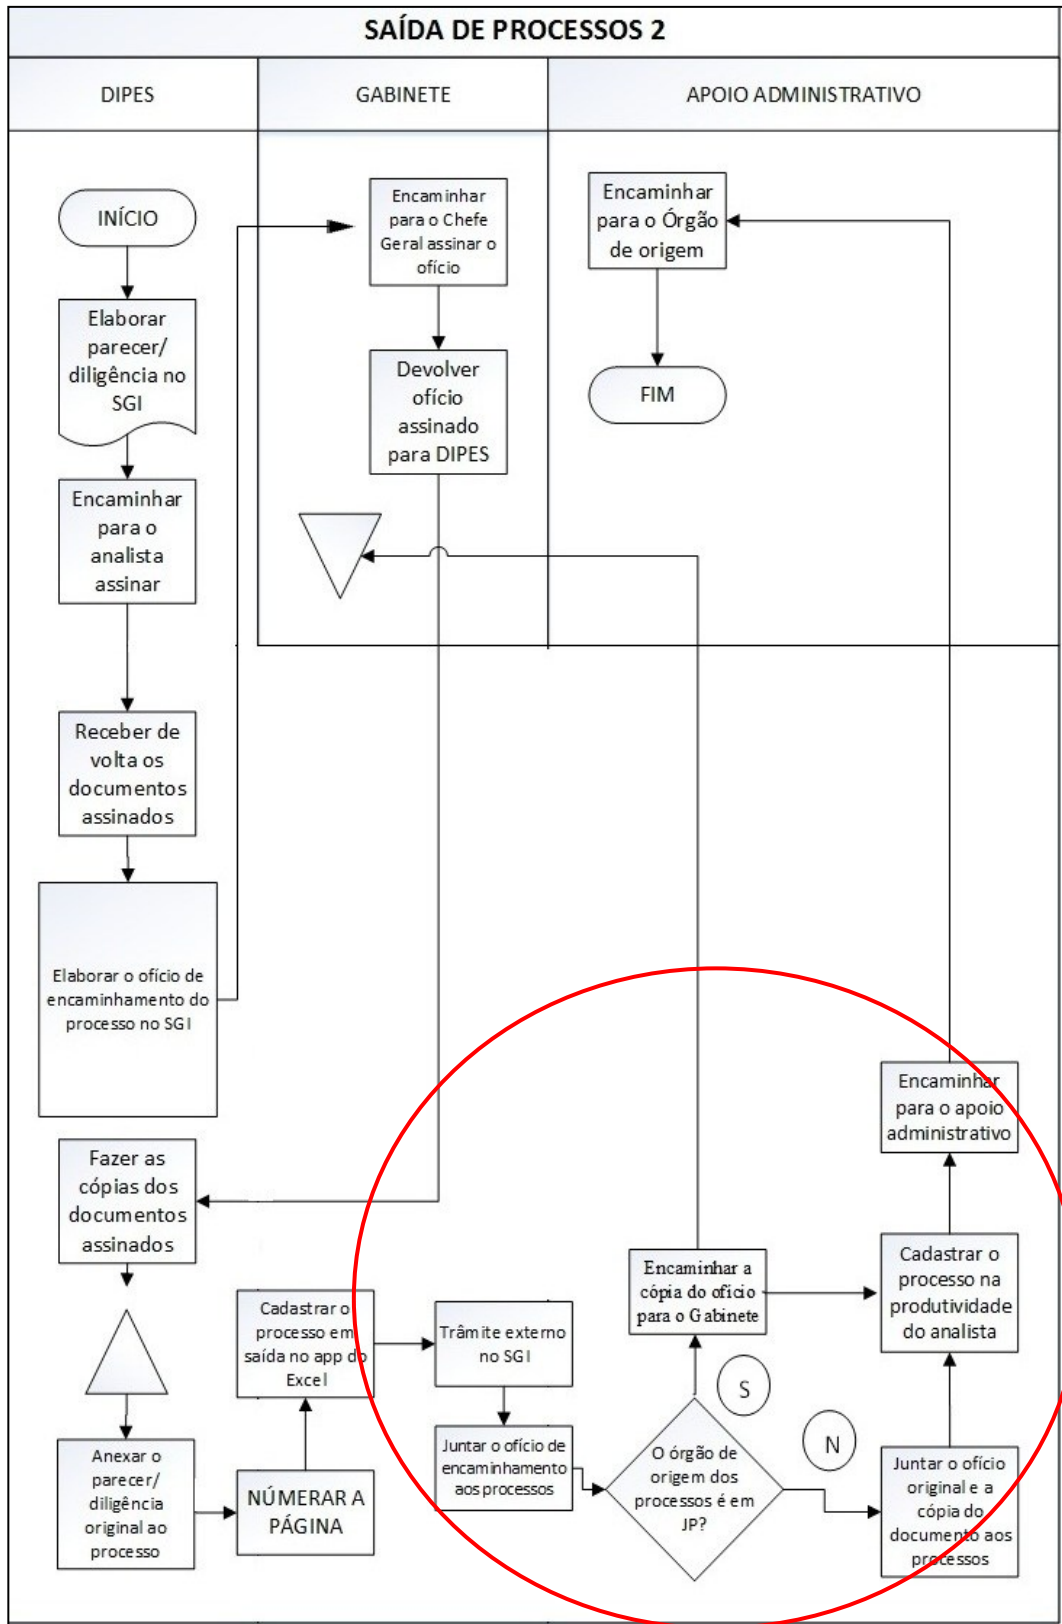 SAÍDA DE PROCESSOS 2
DIPES
GABINETE
APOIO ADMINISTRATIVO
INÍCIO
Elaborar
parecer/
diligência no
SGI
Encaminhar
para o
analista
assinar
Receber de
volta os
documentos
assinados
Elaborar o ofício de
encaminhamento do
processo no SGI
Encaminhar
para o Chefe
Geral assinar o
ofício
Devolver
ofício
assinado
para DIPES
Encaminhar
para o Órgão
de origem
FIM
Fazer as
cópias dos
documentos
assinados
Anexar o
parecer/
diligência
original ao
processo
NÚMERAR A
PÁGINA
Cadastrar o
processo em
saída no app do
Excel
Trâmite externo
no SGI
Juntar o ofício de
encaminhamento
aos processos
O órgão de
origem dos
processos é em
JP?
S
N
Encaminhar a
cópia do ofício
para o Gabinete
Juntar o ofício
original e a
cópia do
documento aos
processos
Cadastrar o
processo na
produtividade
do analista
Encaminhar
para o apoio
administrativo